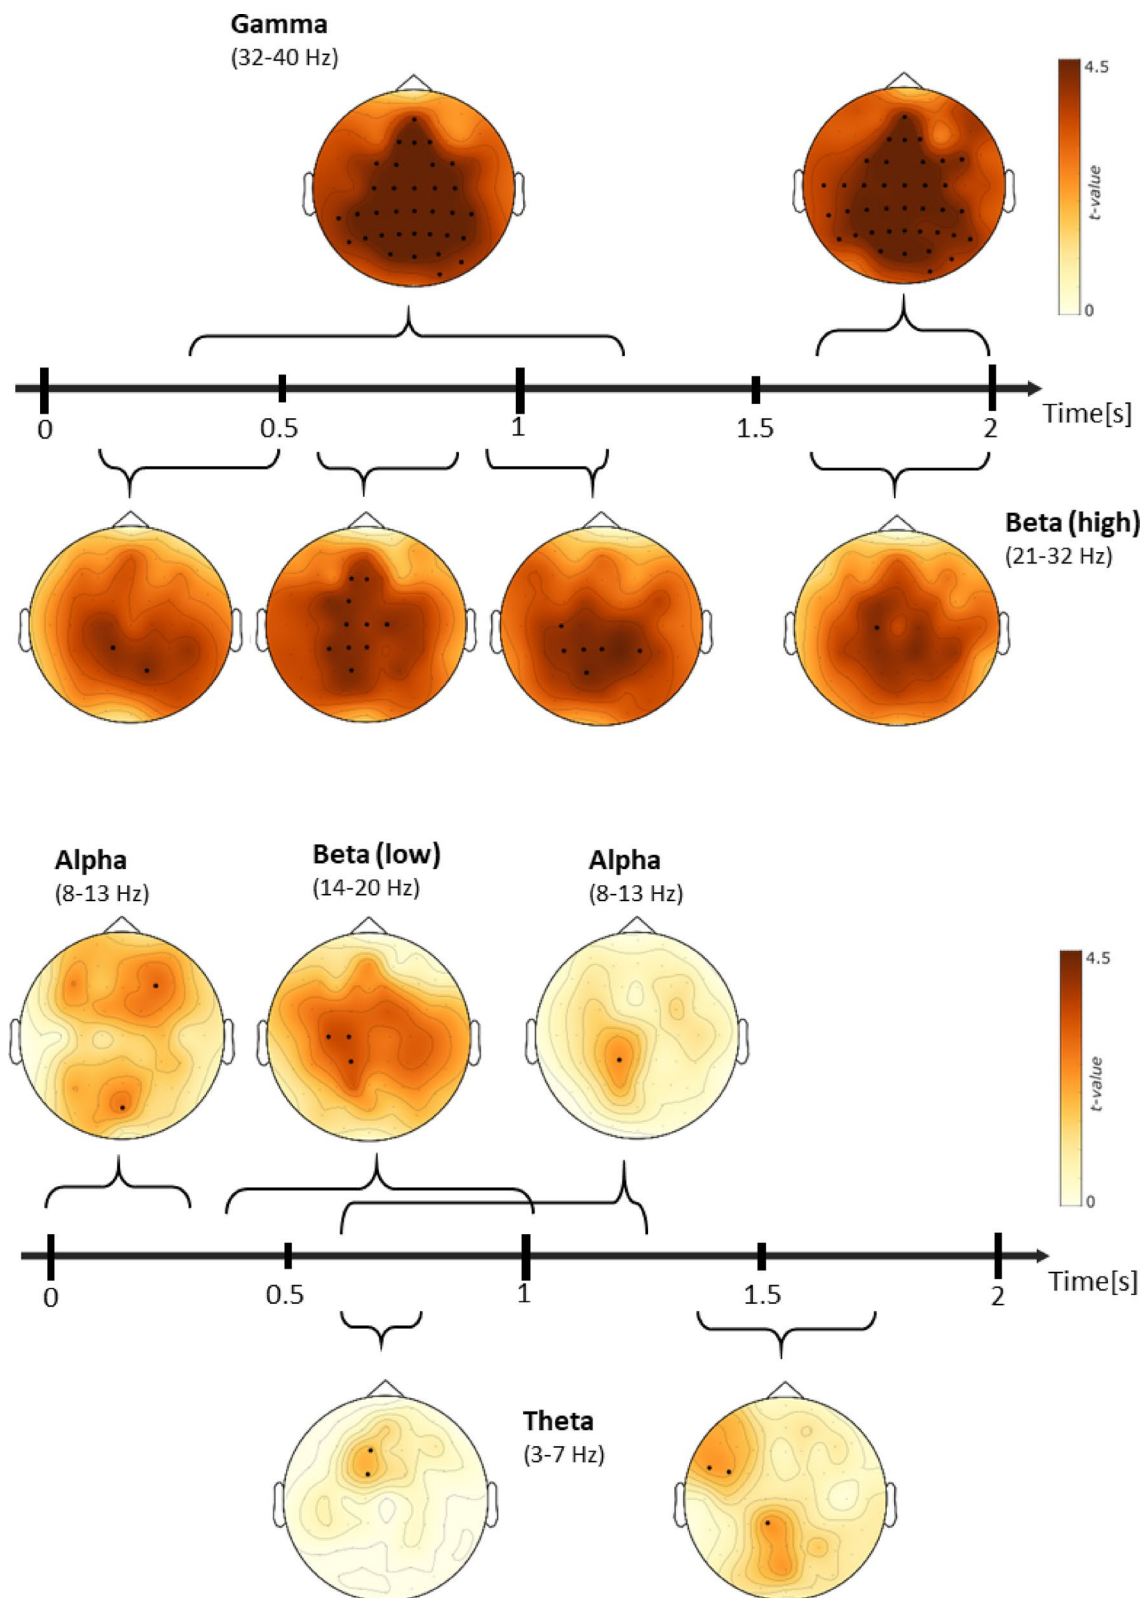 Gamma
(32-40 Hz)
4.5
t-value
0
0
0.5
1
1.5
2
Time[s]
Beta (high)
(21-32 Hz)
Alpha
(8-13 Hz)
Beta (low)
(14-20 Hz)
Alpha
(8-13 Hz)
4.5
t-value
0
0
0.5
1
1.5
2
Time[s]
Theta
(3-7 Hz)